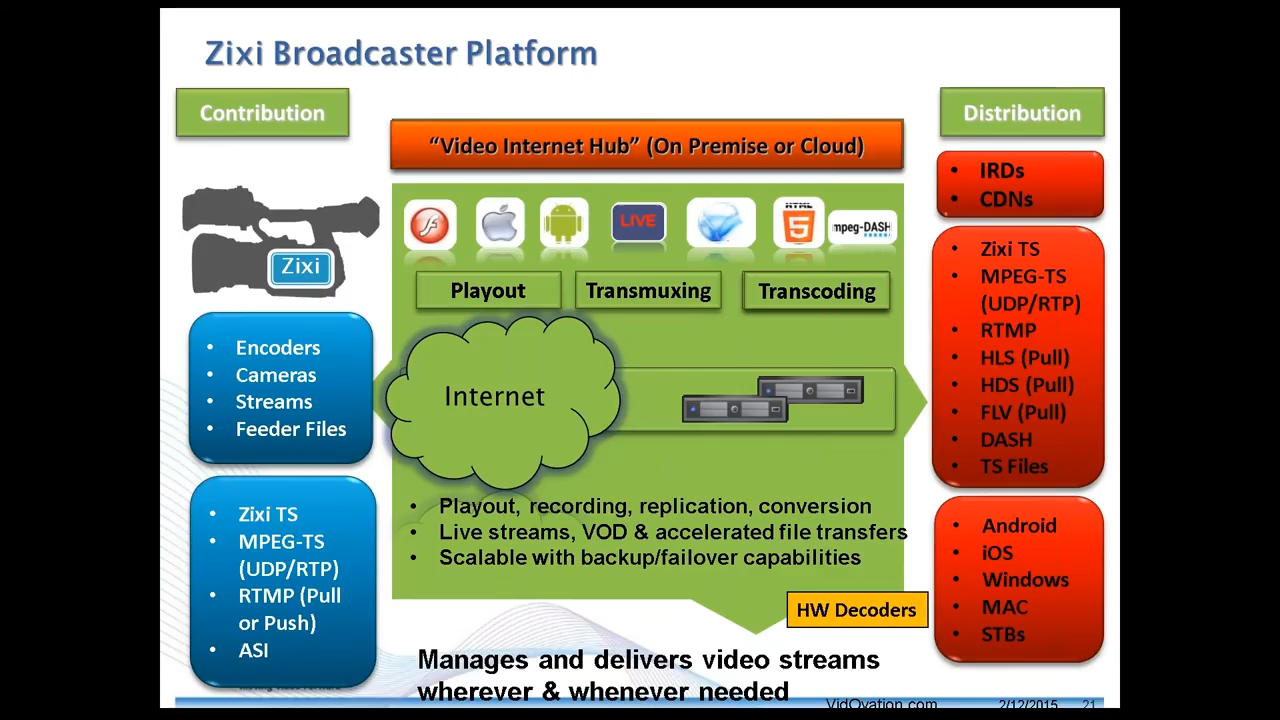 Zixi Broadcaster Platform
Contribution
Distribution
“Video Internet Hub” (On Premise or Cloud)
• IRDs
• CDNs
LIVE
HTML
5
mpeg-DASH
Zixi
Playout
Transmuxing
Transcoding
• Encoders
• Cameras
• Streams
• Feeder Files
Internet
• Zixi TS
• MPEG-TS
(UDP/RTP)
• RTMP
• HLS (Pull)
• HDS (Pull)
• FLV (Pull)
• DASH
• TS Files
• Zixi TS
• MPEG-TS
(UDP/RTP)
• RTMP (Pull
or Push)
• ASI
• Playout, recording, replication, conversion
• Live streams, VOD & accelerated file transfers
• Scalable with backup/failover capabilities
• Android
• iOS
• Windows
• MAC
• STBs
HW Decoders
Manages and delivers video streams
wherever & whenever needed
VidOvation.com
2/12/2015
21